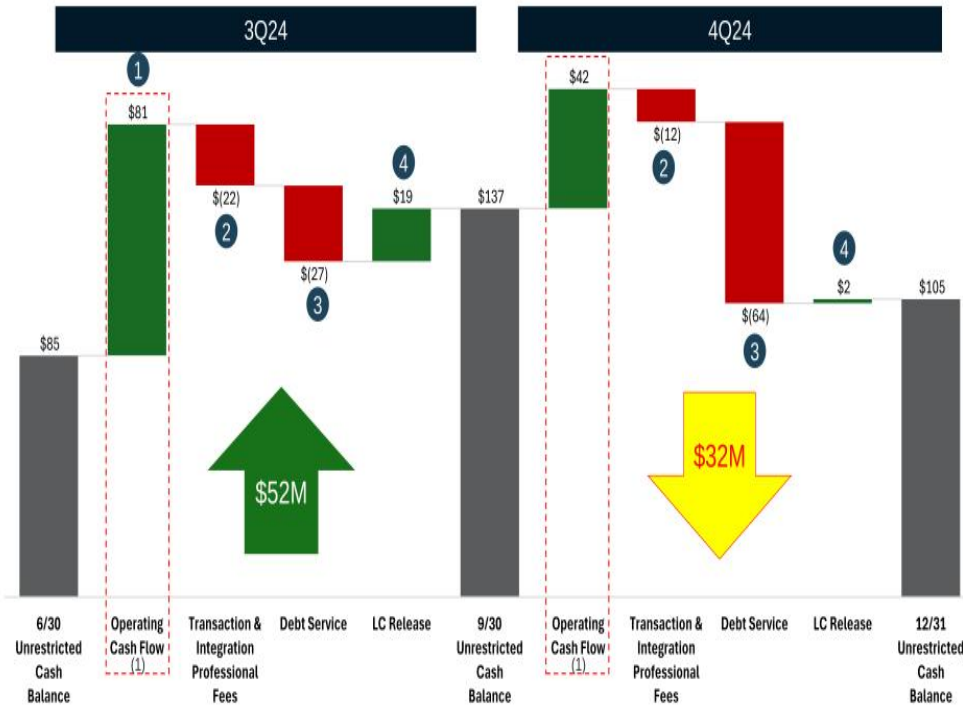 3Q24
4Q24
1
$81
$(22)
2
$(27)
3
4
$19
$85
$137
$42
$(12)
2
$(64)
3
4
$2
$105
$52M
$32M
6/30
Unrestricted
Cash
Balance
Operating
Cash Flow
(1)
Transaction &
Integration
Professional
Fees
Debt Service
LC Release
9/30
Unrestricted
Cash
Balance
Operating
Cash Flow
(1)
Transaction &
Integration
Professional
Fees
Debt Service
LC Release
12/31
Unrestricted
Cash
Balance